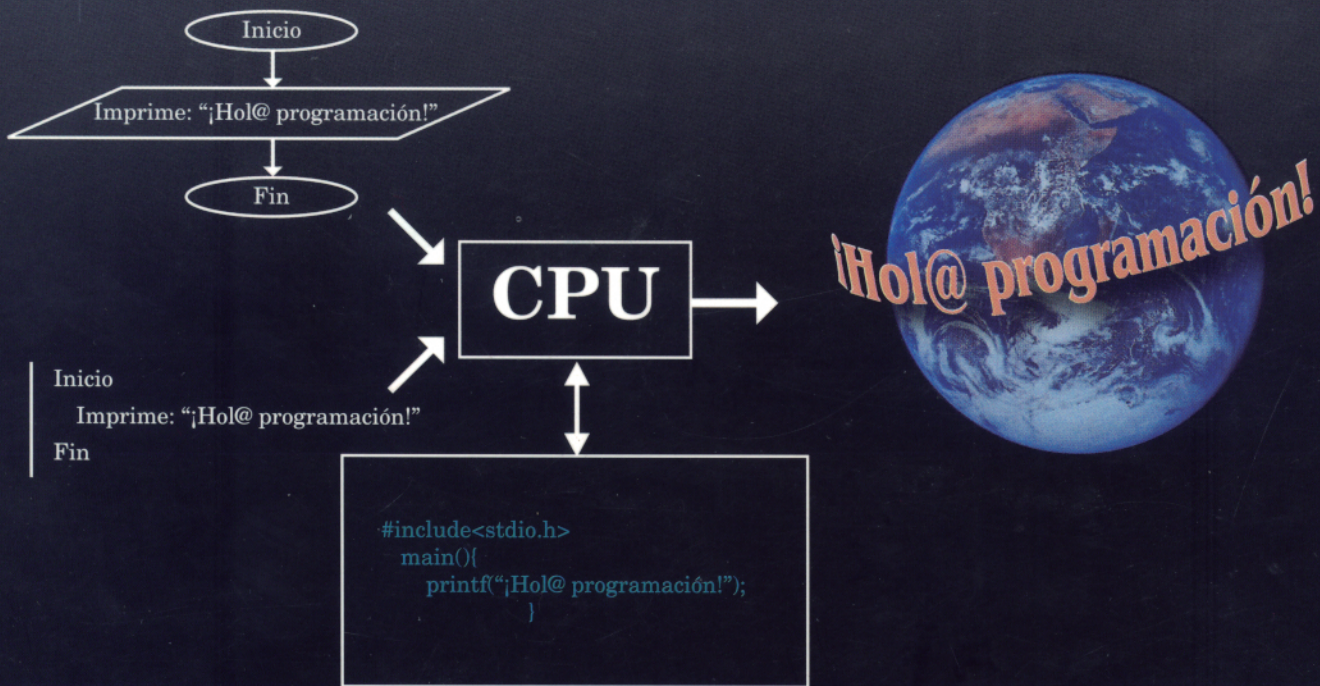 Inicio
Imprime: “¡Hol@ programación!”
Fin
CPU
¡Hol@ programación!
Inicio
Imprime: “¡Hol@ programación!”
Fin
#include<stdio.h>
main(){
printf(“¡Hol@ programación!”);
}